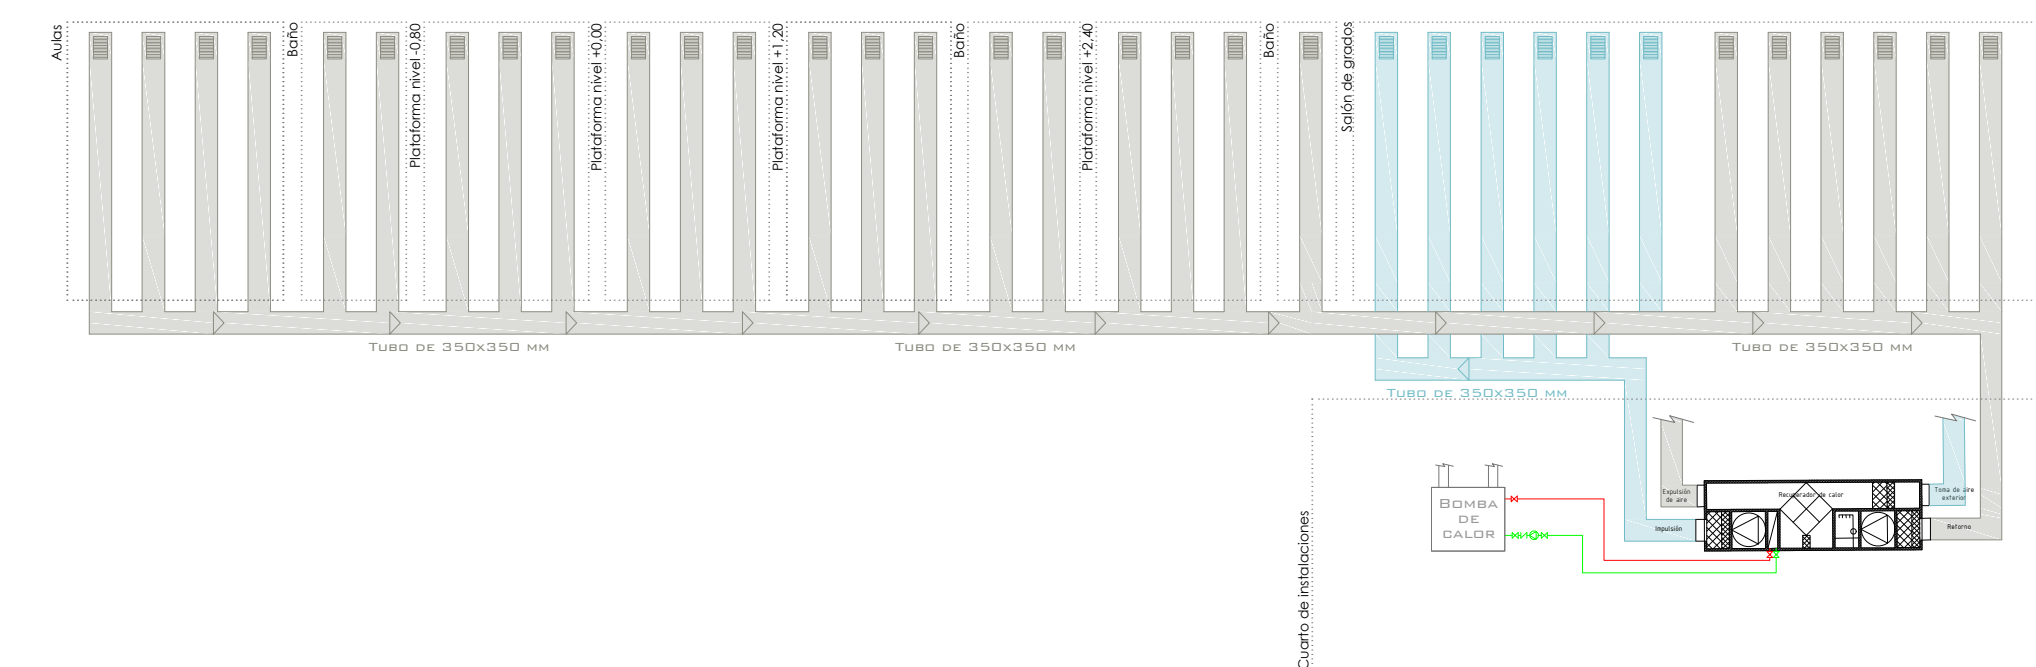 Aulas
Baño
Plataforma nivel -0,80
Plataforma nivel +0,00
Plataforma nivel +1,20
Baño
Plataforma nivel +2,40
Baño
Salón de grados
Tubo de 350x350 mm
Tubo de 350x350 mm
Tubo de 350x350 mm
Tubo de 350x350 mm
Cuarto de instalaciones
Bomba
de
calor
Expulsión
de aire
Recuperador de calor
Toma de aire
exterior
Impulsión
Retorno